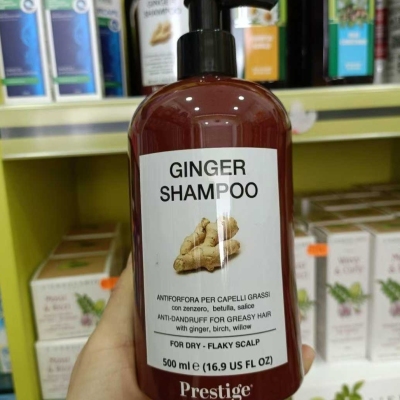 SHAMPOO
GINGER
SHAMPOO
ANTIFORFORA PER CAPELLI GRASSI
con zenzero, betulla, salice
ANTI-DANDRUFF FOR GREASY HAIR
with ginger, birch, willow
FOR DRY - FLAKY SCALP
500 ml e (16.9 US FL OZ)
Prestige